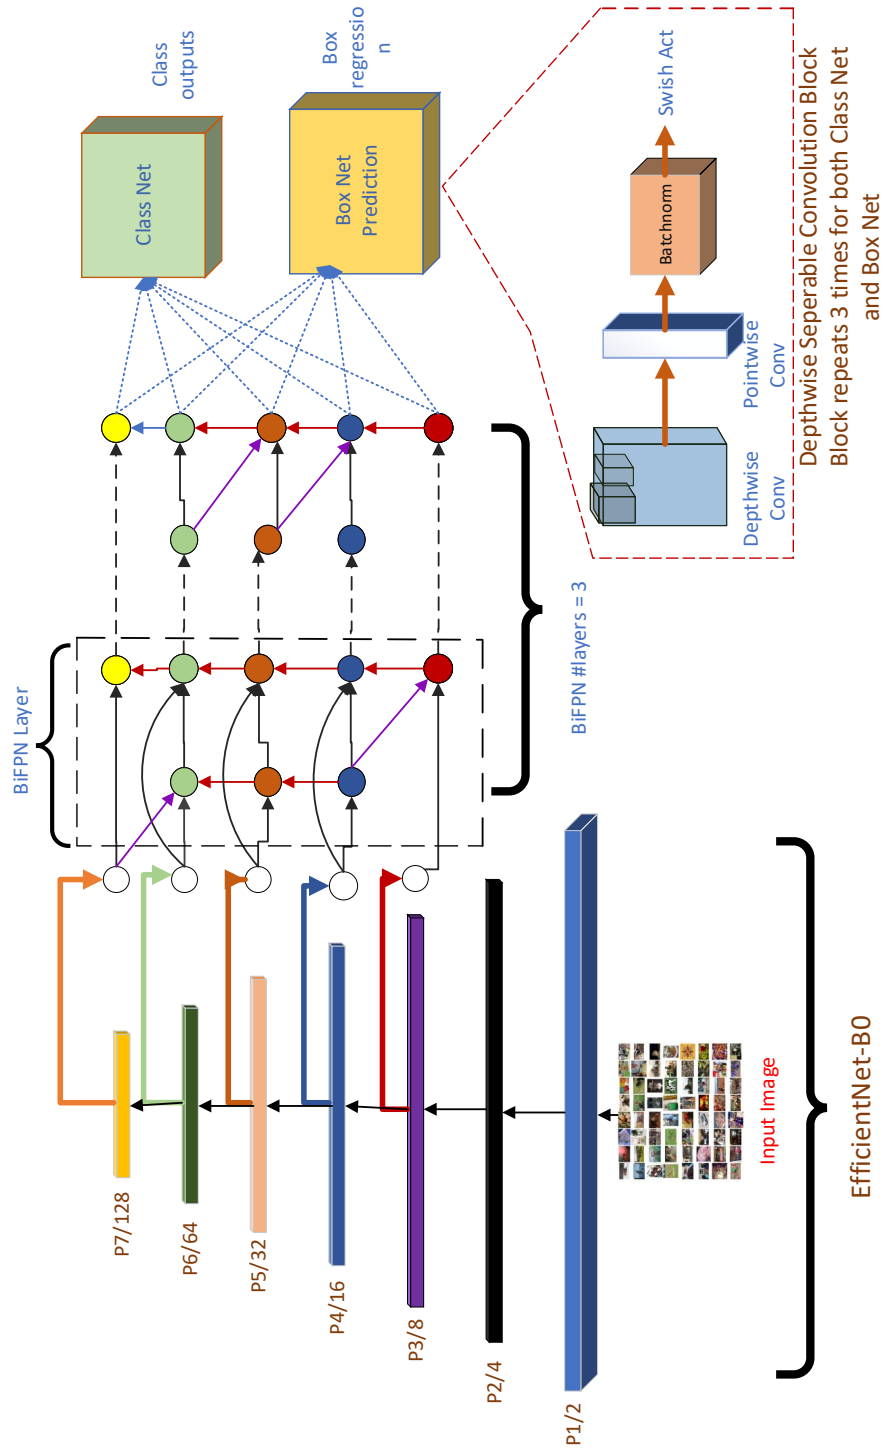 P7/128
P6/64
P5/32
P4/16
P3/8
P2/4
P1/2
Input Image
EfficientNet-B0
BiFPN Layer
BiFPN #layers = 3
Class Net
Class
outputs
Box Net
Prediction
Box
regressio
n
Depthwise
Conv
Pointwise
Conv
Batchnorm
Swish Act
Depthwise Seperable Convolution Block
Block repeats 3 times for both Class Net
and Box Net